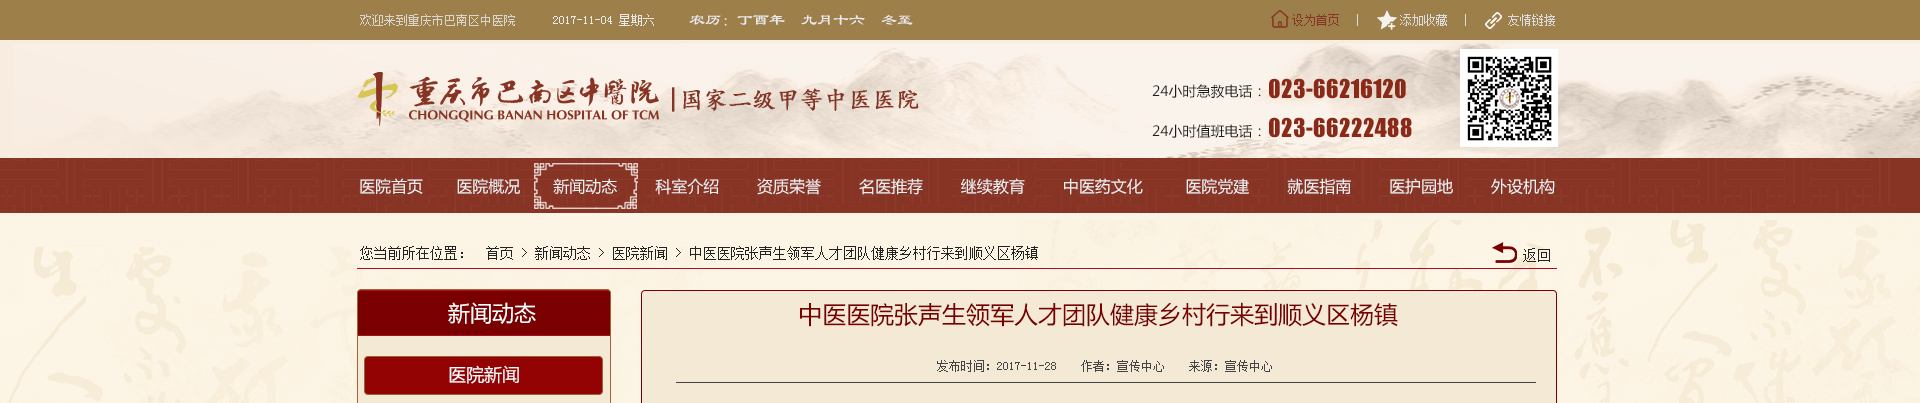 欢迎来到重庆市巴南区中医院 2017-11-04 星期六 农历：丁酉年 九月十六 冬至 设为首页 | 添加收藏 | 友情链接
重庆市巴南区中醫院 | 国家二级甲等中医医院
CHONGQING BANAN HOSPITAL OF TCM
24小时急救电话：023-66216120
24小时值班电话：023-66222488
医院首页 医院概况 新闻动态 科室介绍 资质荣誉 名医推荐 继续教育 中医药文化 医院党建 就医指南 医护园地 外设机构
您当前所在位置： 首页 > 新闻动态 > 医院新闻 > 中医医院张声生领军人才团队健康乡村行来到顺义区杨镇 返回
新闻动态
医院新闻
中医医院张声生领军人才团队健康乡村行来到顺义区杨镇
发布时间：2017-11-28 作者：宣传中心 来源：宣传中心